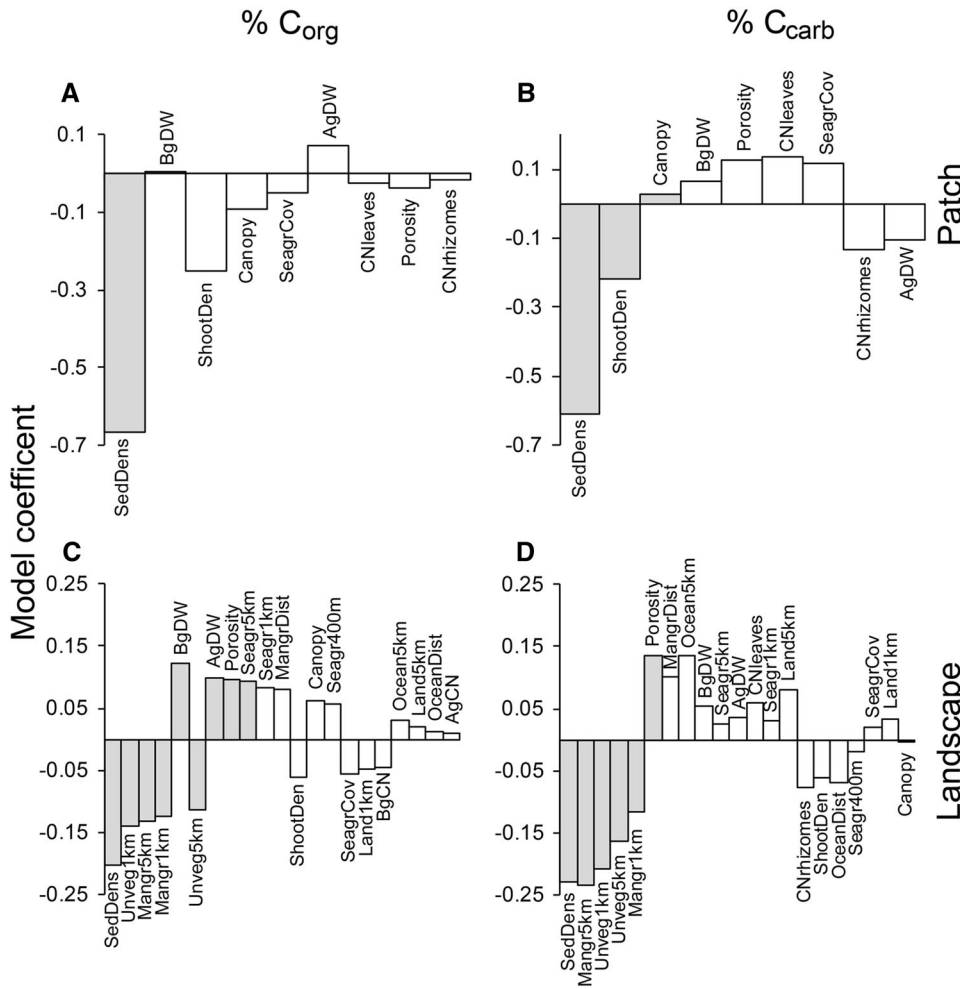 % Corg
% Ccarb
A
0.1
-0.1
-0.3
-0.5
-0.7
SedDens
BgDW
ShootDen
Canopy
SeagrCov
AgDW
CNleaves
Porosity
CNrhizomes
B
0.1
-0.1
-0.3
-0.5
-0.7
SedDens
ShootDen
Canopy
BgDW
Porosity
CNleaves
SeagrCov
CNrhizomes
AgDW
Patch
Model coefficent
C
0.25
0.15
0.05
-0.05
-0.15
-0.25
SedDens
Unveg1km
Mangr5km
Mangr1km
BgDW
Unveg5km
AgDW
Porosity
Seagr5km
Seagr1km
MangrDist
ShootDen
Canopy
Seagr400m
SeagrCov
Land1km
BgCN
Ocean5km
Land5km
OceanDist
AgCN
D
0.25
0.15
0.05
-0.05
-0.15
-0.25
SedDens
Mangr5km
Unveg1km
Unveg5km
Mangr1km
Porosity
MangrDist
Ocean5km
BgDW
Seagr5km
AgDW
CNleaves
Seagr1km
Land5km
CNrhizomes
ShootDen
OceanDist
Seagr400m
SeagrCov
Land1km
Canopy
Landscape